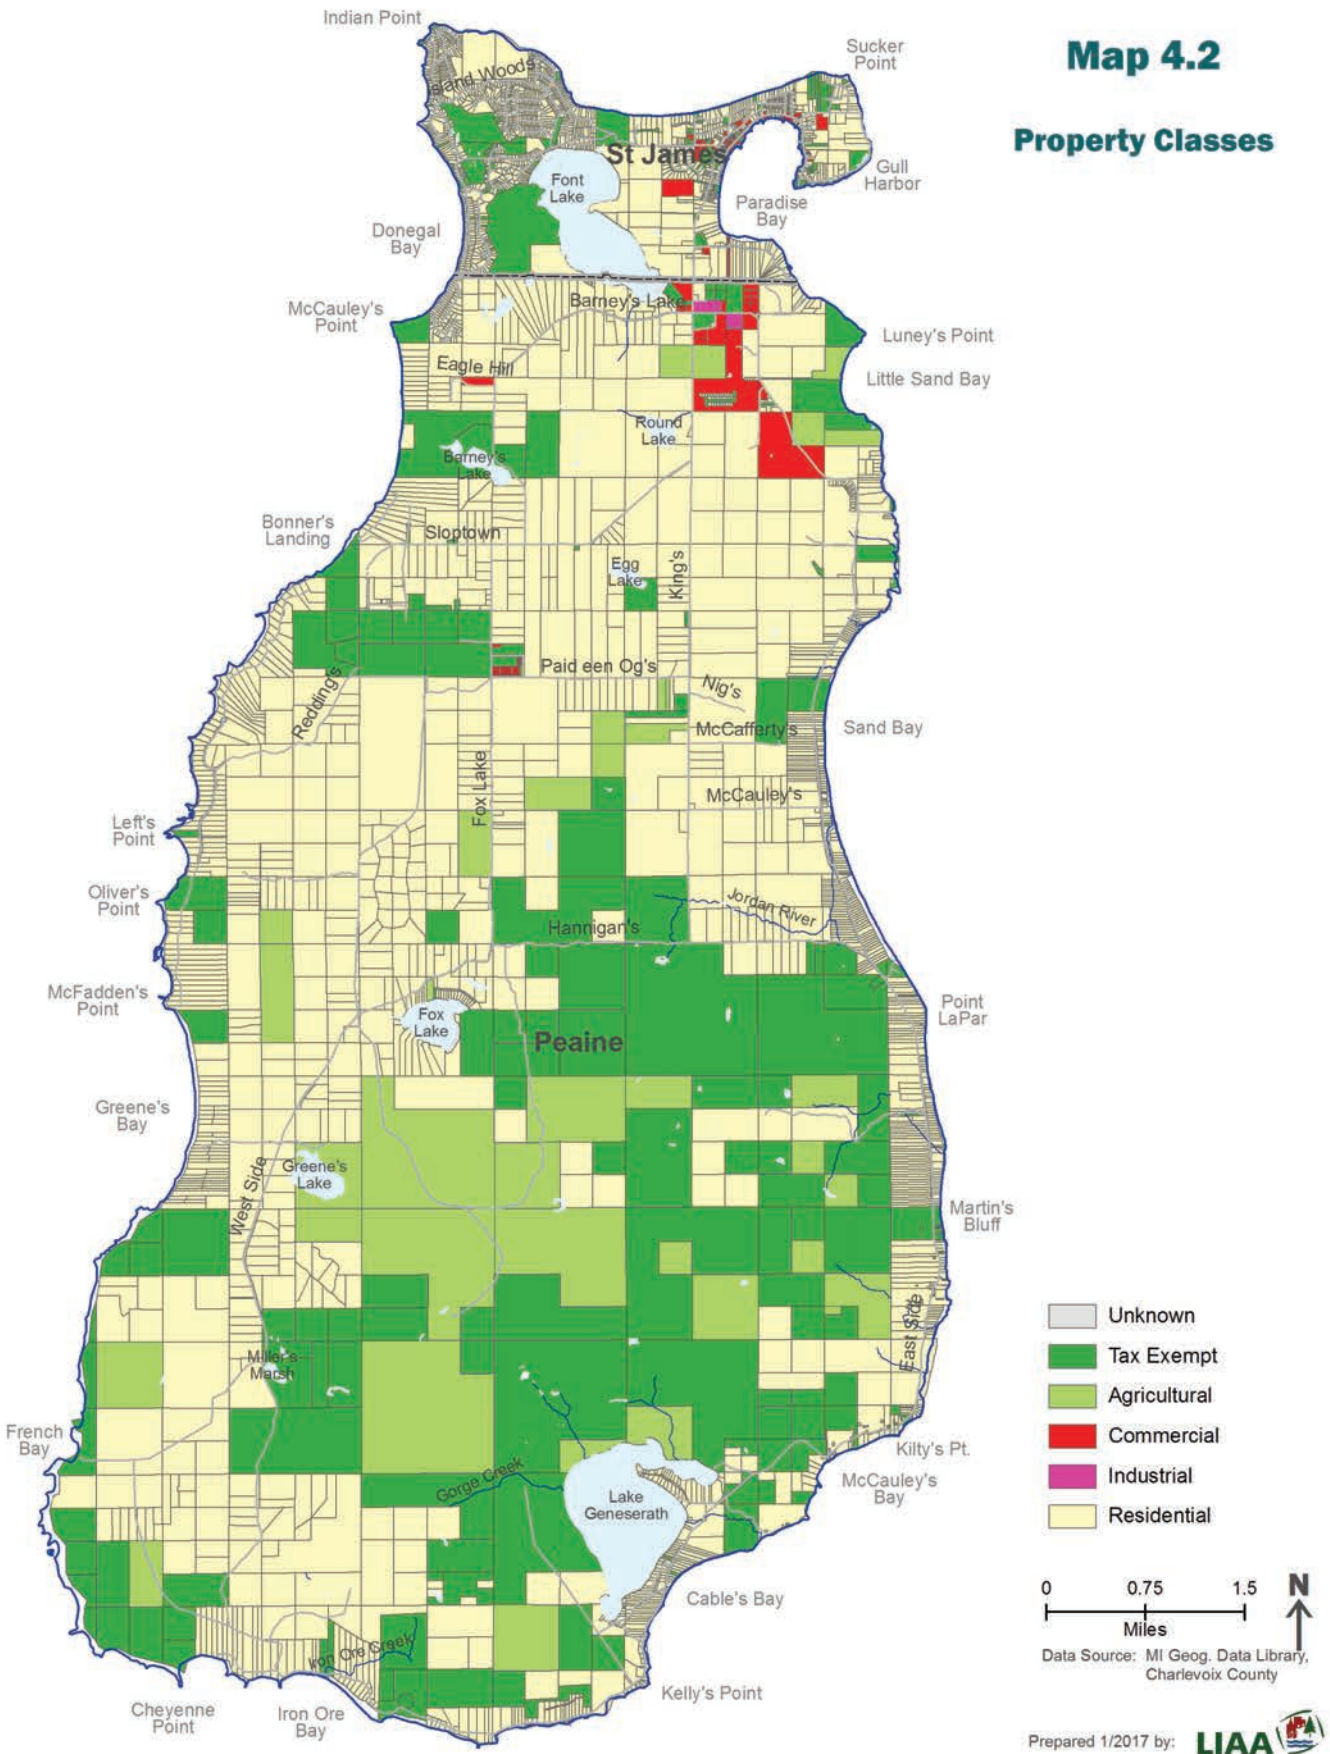 Indian Point
Sucker
Point
Map 4.2
Property Classes
sland Woods
St James
Gull
Harbor
Font
Lake
Paradise
Bay
Donegal
Bay
McCauley's
Point
Barney's Lake
Luney's Point
Eagle Hill
Little Sand Bay
Round
Lake
Barney's
Lake
Bonner's
Landing
Sloptown
Egg
Lake
King's
Paid een Og's
Redding's
Nig's
McCafferty's
Sand Bay
Fox Lake
McCauley's
Left's
Point
Oliver's
Point
Jordan River
Hannigan's
McFadden's
Point
Point
LaPar
Fox
Lake
Peaine
Greene's
Bay
Greene's
Lake
West Side
Martin's
Bluff
East Side
Miller's
Marsh
French
Bay
Kilty's Pt.
McCauley's
Bay
Gorge Creek
Lake
Geneserath
Cable's Bay
Iron Ore Creek
Kelly's Point
Cheyenne
Point
Iron Ore
Bay
Unknown
Tax Exempt
Agricultural
Commercial
Industrial
Residential
0 0.75 1.5
Miles
N
Data Source: MI Geog. Data Library,
Charlevoix County
Prepared 1/2017 by: LIAA